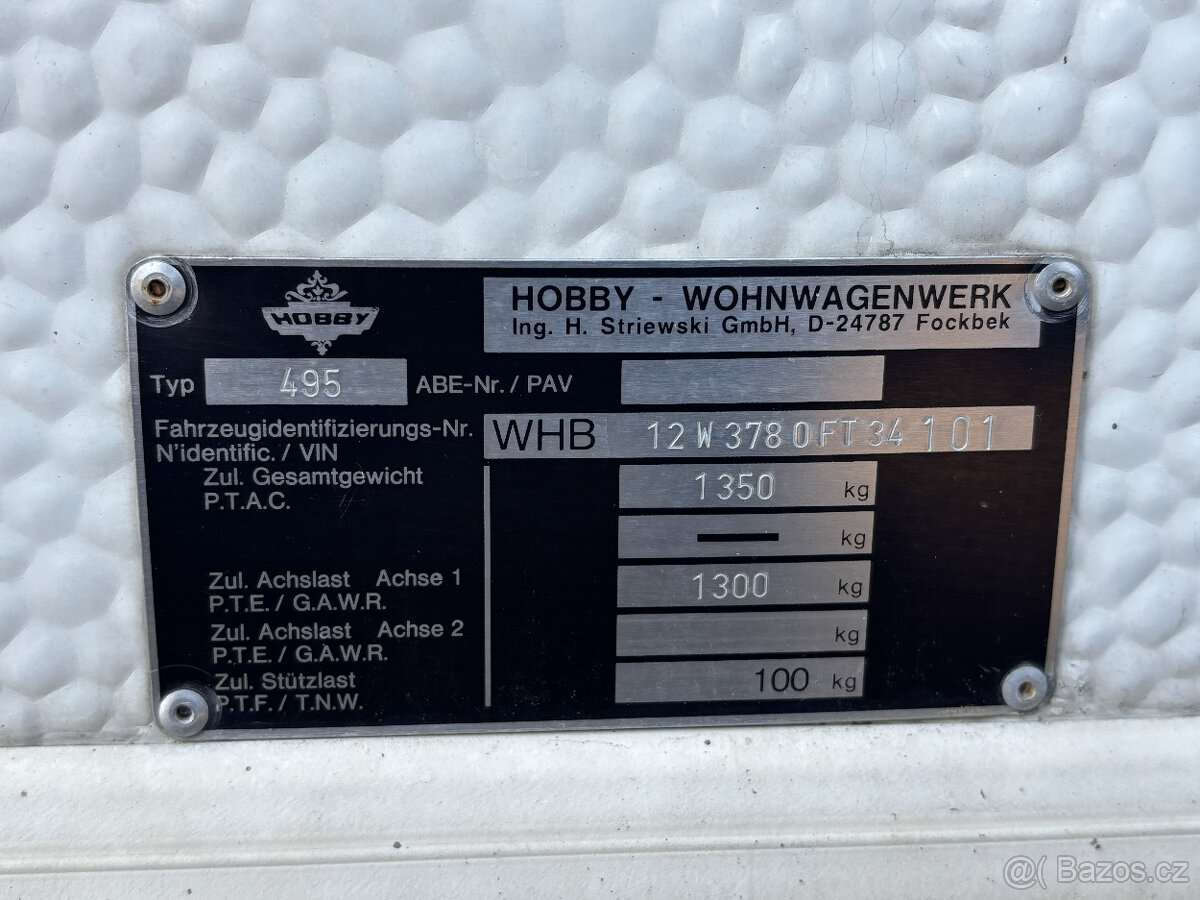 HOBBY
HOBBY - WOHNWAGENWERK
Ing. H. Striewski GmbH, D-24787 Fockbek
Typ 495 ABE-Nr. / PAV
Fahrzeugidentifizierungs-Nr. WHB 12W3780FT34101
N'identific. / VIN
Zul. Gesamtgewicht 1350 kg
P.T.A.C.
kg
Zul. Achslast Achse 1 1300 kg
P.T.E. / G.A.W.R.
Zul. Achslast Achse 2 kg
P.T.E. / G.A.W.R.
Zul. Stützlast 100 kg
P.T.F. / T.N.W.
@( Bazos.cz